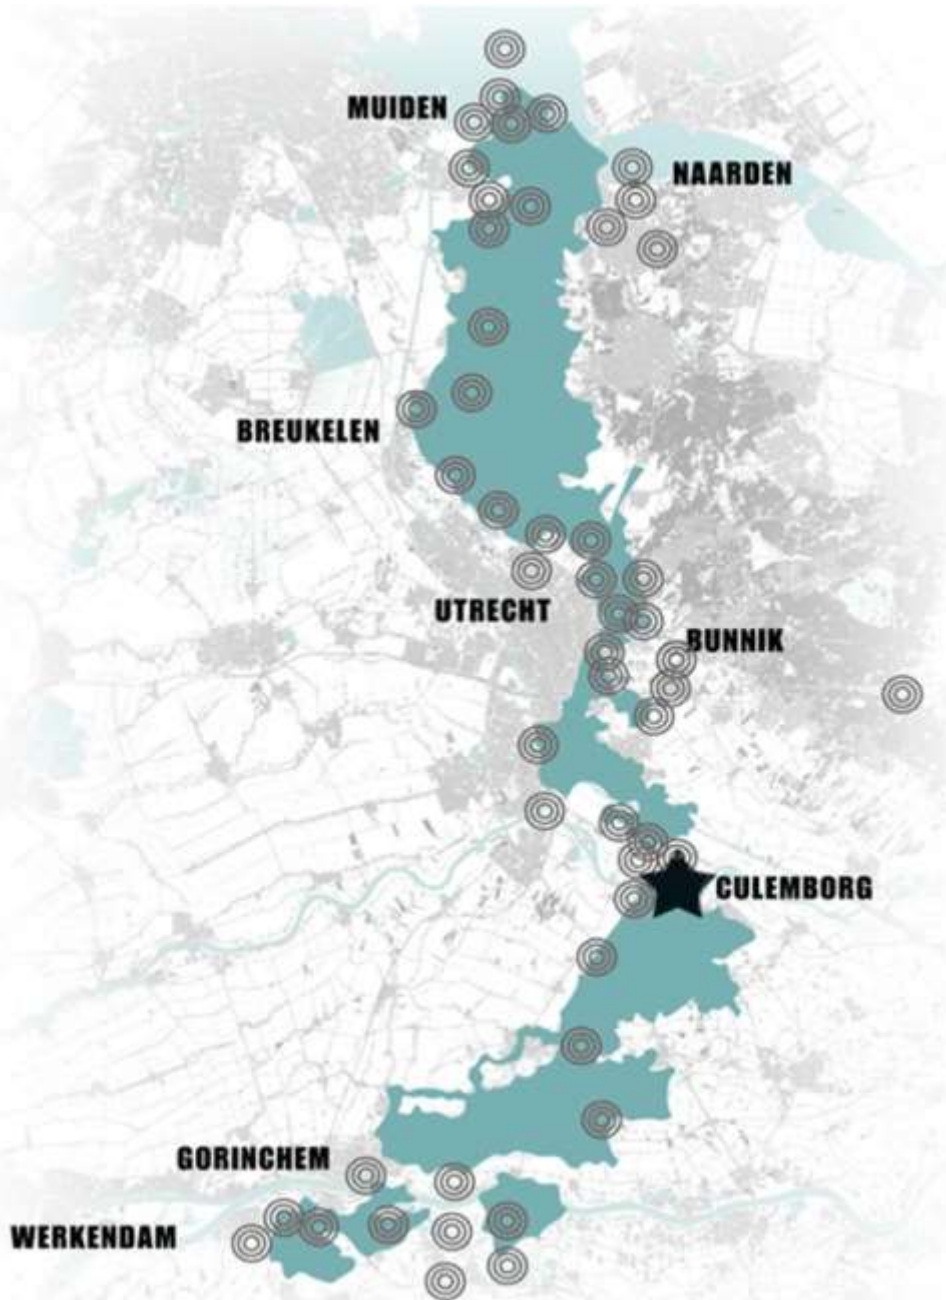 MUIDEN
NAARDEN
BREUKELEN
UTRECHT
BUNNIK
CULEMBORG
GORINCHEM
WERKENDAM